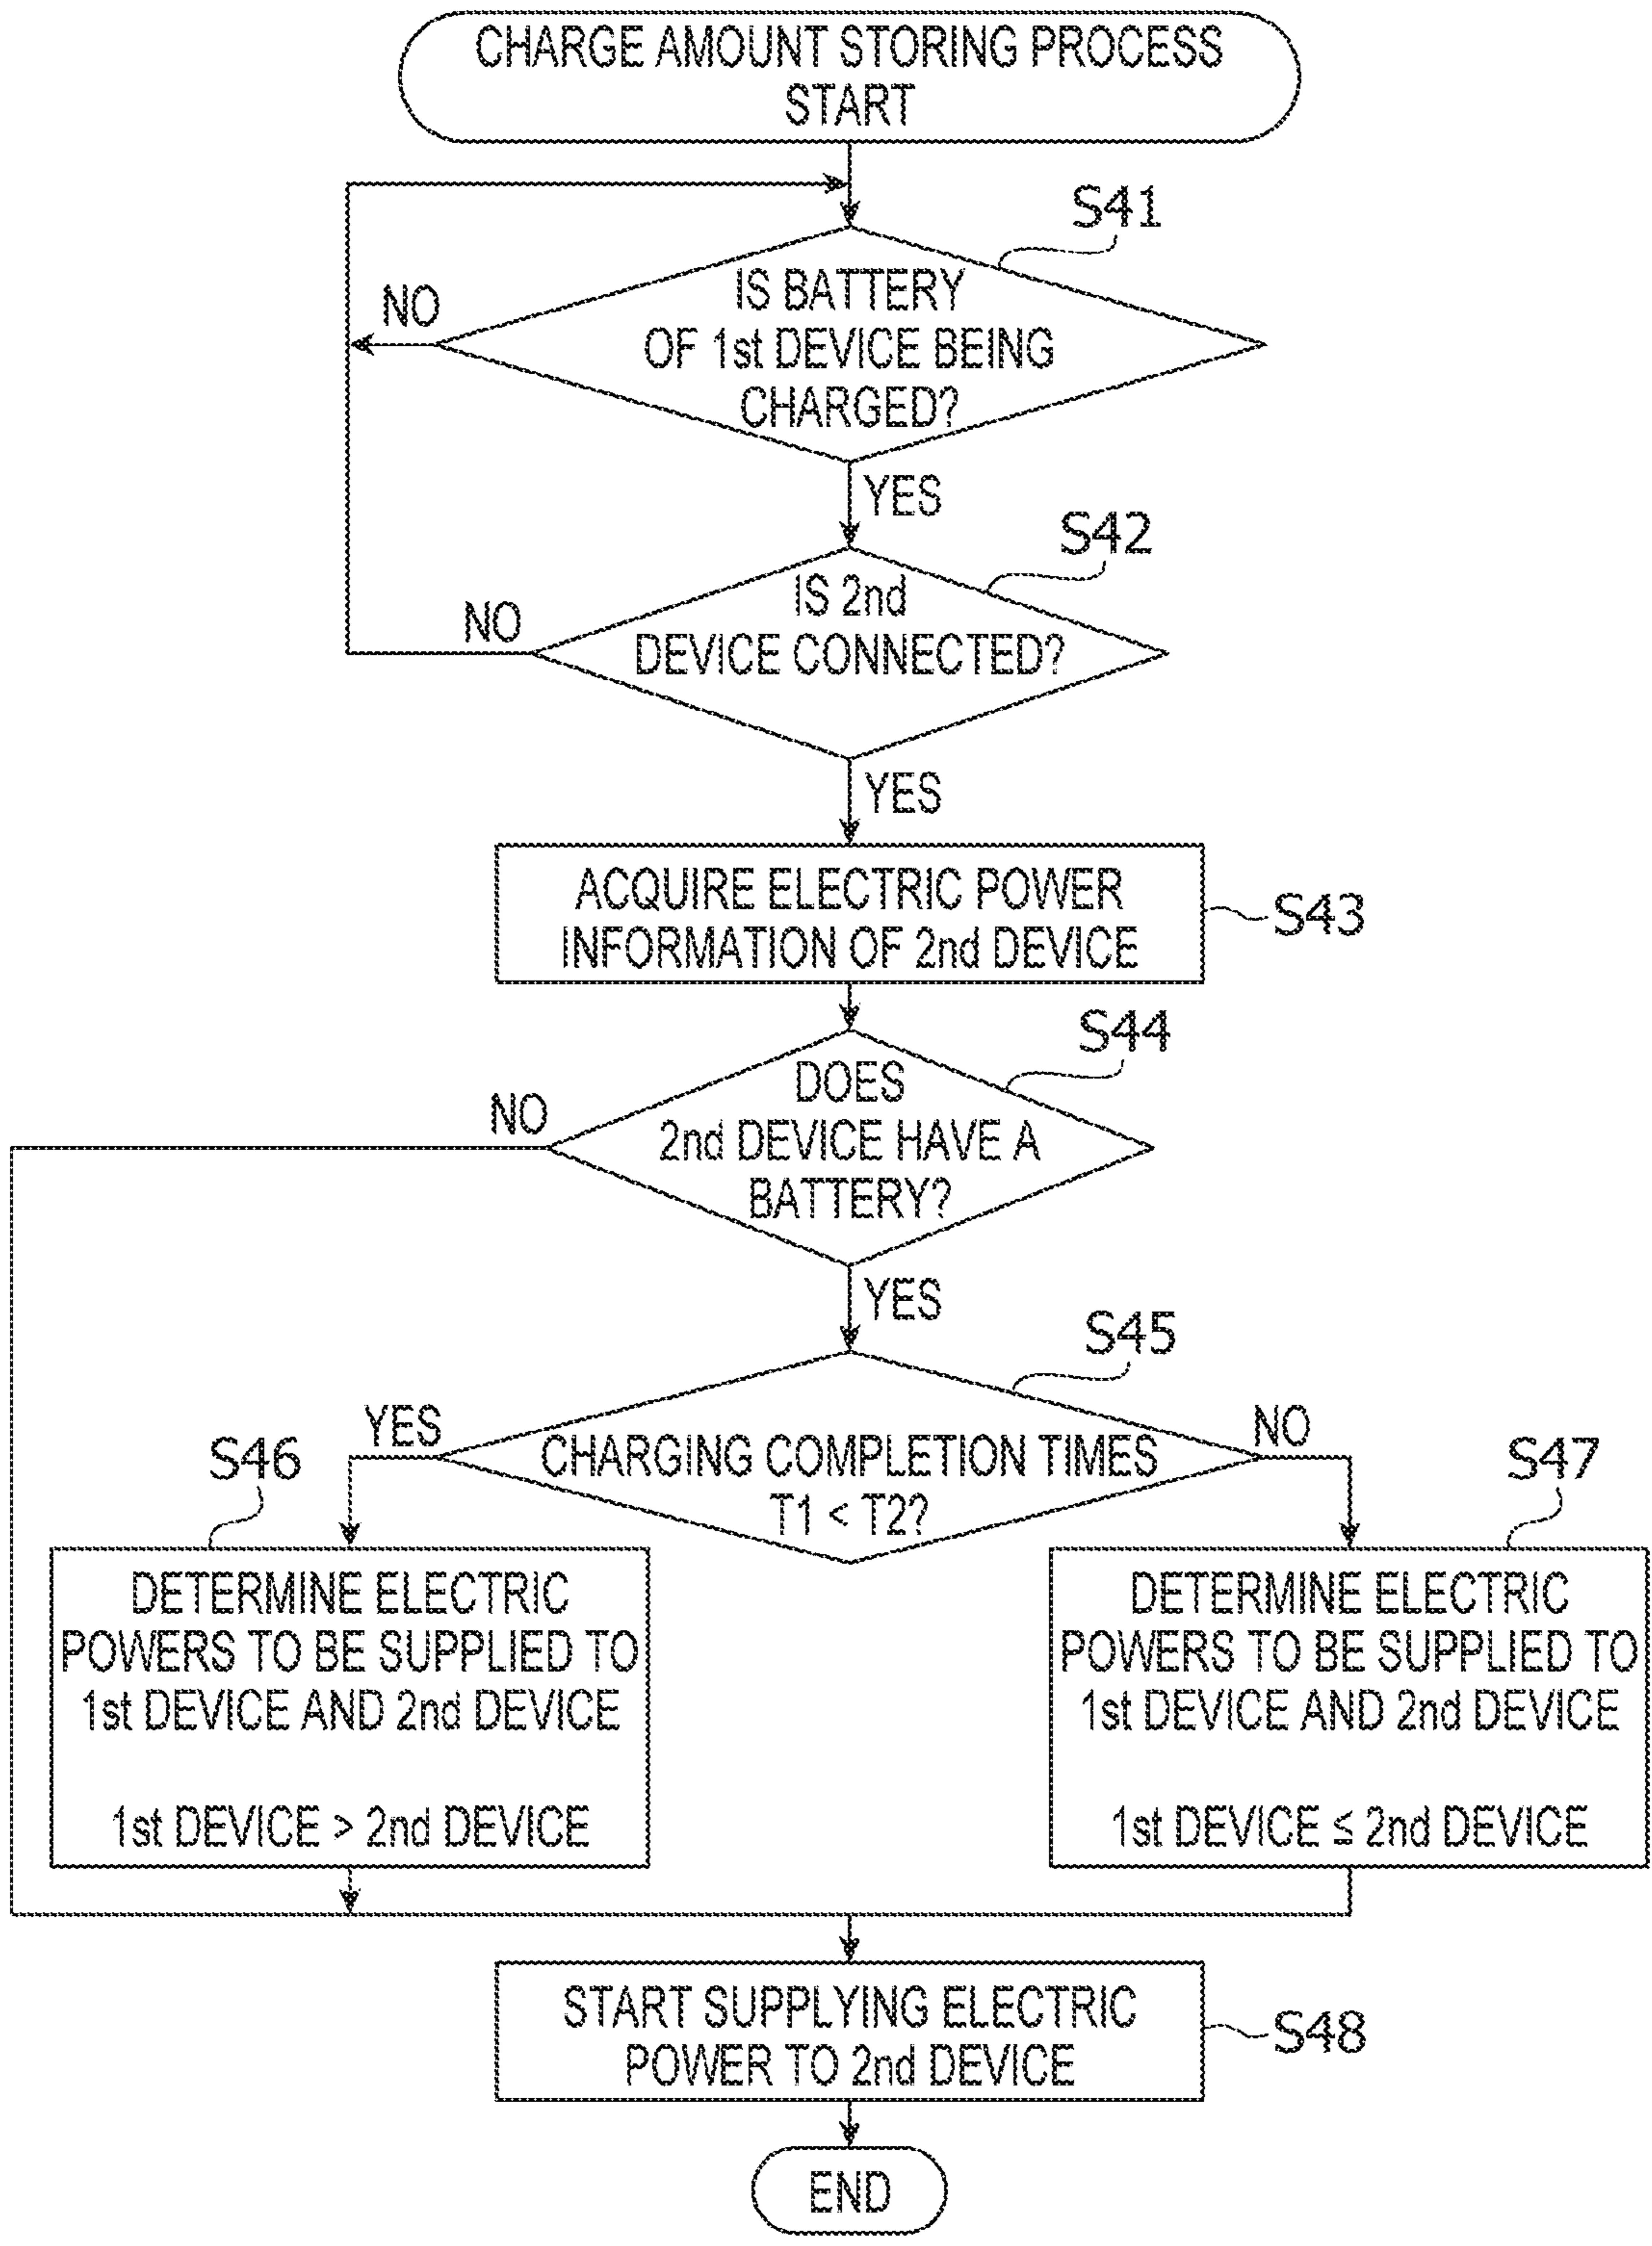 CHARGE AMOUNT STORING PROCESS
START
S41
IS BATTERY
OF 1st DEVICE BEING
CHARGED?
NO
YES
S42
IS 2nd
DEVICE CONNECTED?
NO
YES
ACQUIRE ELECTRIC POWER
INFORMATION OF 2nd DEVICE
S43
S44
DOES
2nd DEVICE HAVE A
BATTERY?
NO
YES
S45
CHARGING COMPLETION TIMES
T1 < T2?
YES
NO
S46
DETERMINE ELECTRIC
POWERS TO BE SUPPLIED TO
1st DEVICE AND 2nd DEVICE
1st DEVICE > 2nd DEVICE
S47
DETERMINE ELECTRIC
POWERS TO BE SUPPLIED TO
1st DEVICE AND 2nd DEVICE
1st DEVICE ≦ 2nd DEVICE
START SUPPLYING ELECTRIC
POWER TO 2nd DEVICE
S48
END